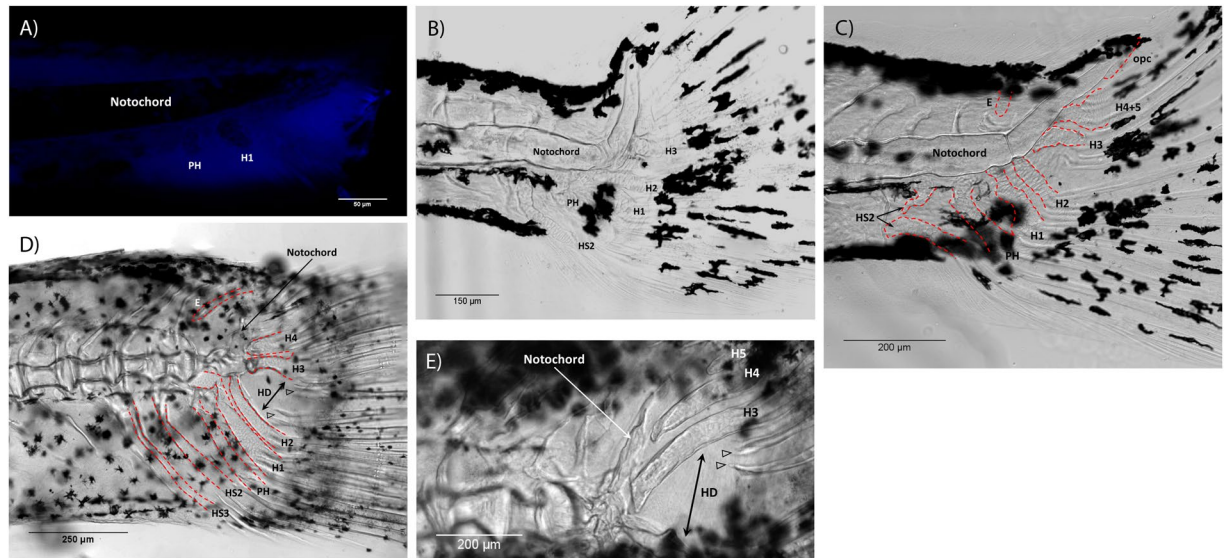 A)
Notochord
H1
PH
50 µm
B)
Notochord
H3
H2
PH
H1
HS2
150 µm
C)
opc
E
H4+5
H3
Notochord
HS2
H2
H1
PH
200 µm
D)
Notochord
E
H4
H3
HD
H2
H1
PH
HS2
HS3
250 µm
E)
H5
Notochord
H4
H3
HD
200 µm